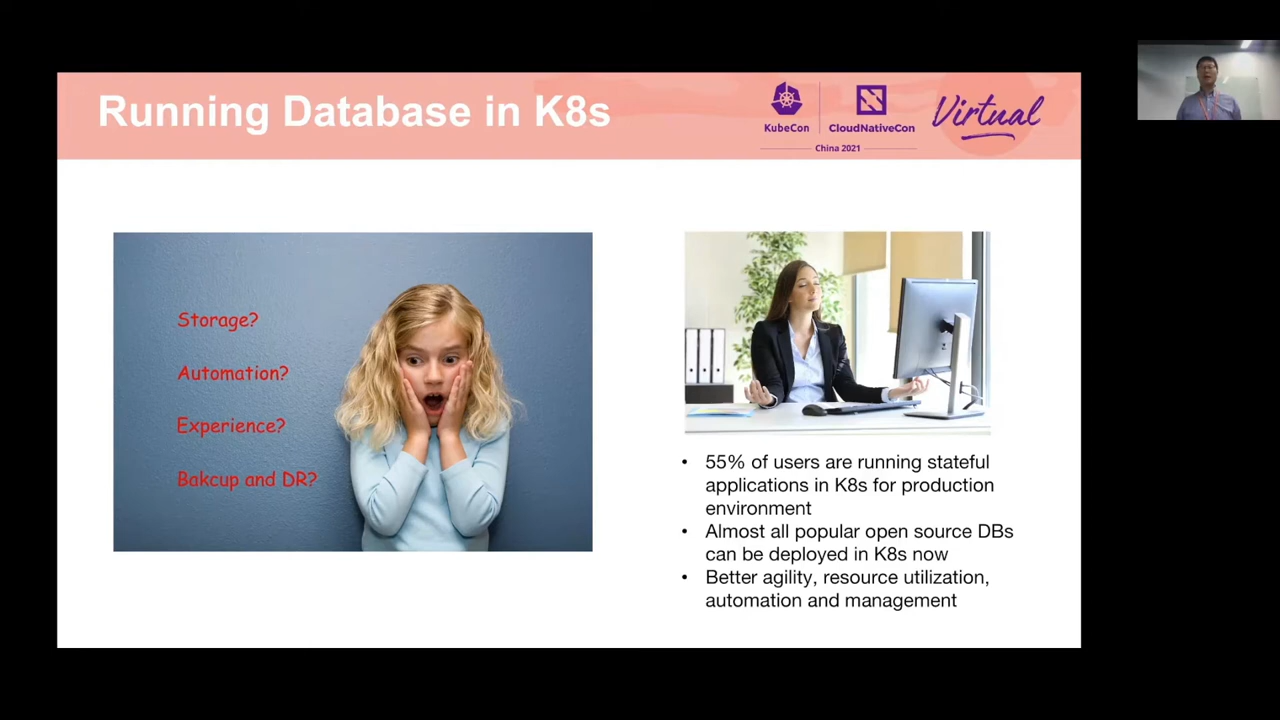 Running Database in K8s
KubeCon
CloudNativeCon
Virtual
China 2021
Storage?
Automation?
Experience?
Bakcup and DR?
• 55% of users are running stateful
applications in K8s for production
environment
• Almost all popular open source DBs
can be deployed in K8s now
• Better agility, resource utilization,
automation and management